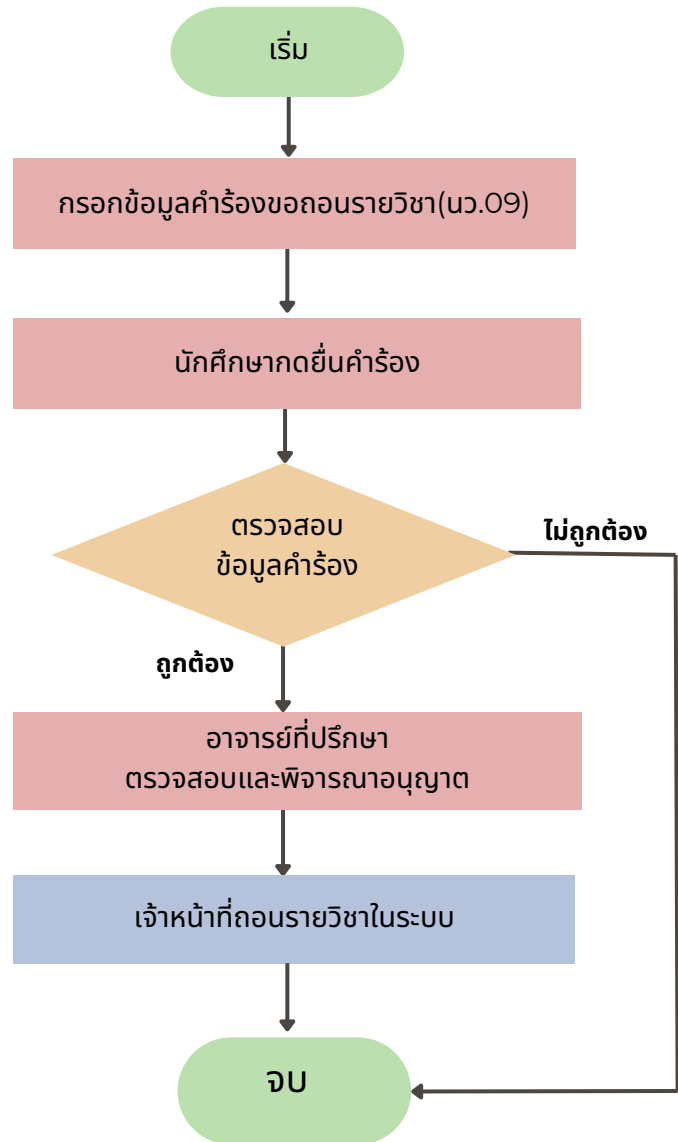 เริ่ม
กรอกข้อมูลคำร้องขอถอนรายวิชา(นว.09)
นักศึกษากดยื่นคำร้อง
ตรวจสอบ
ข้อมูลคำร้อง
ไม่ถูกต้อง
ถูกต้อง
อาจารย์ที่ปรึกษา
ตรวจสอบและพิจารณาอนุญาต
เจ้าหน้าที่ถอนรายวิชาในระบบ
จบ